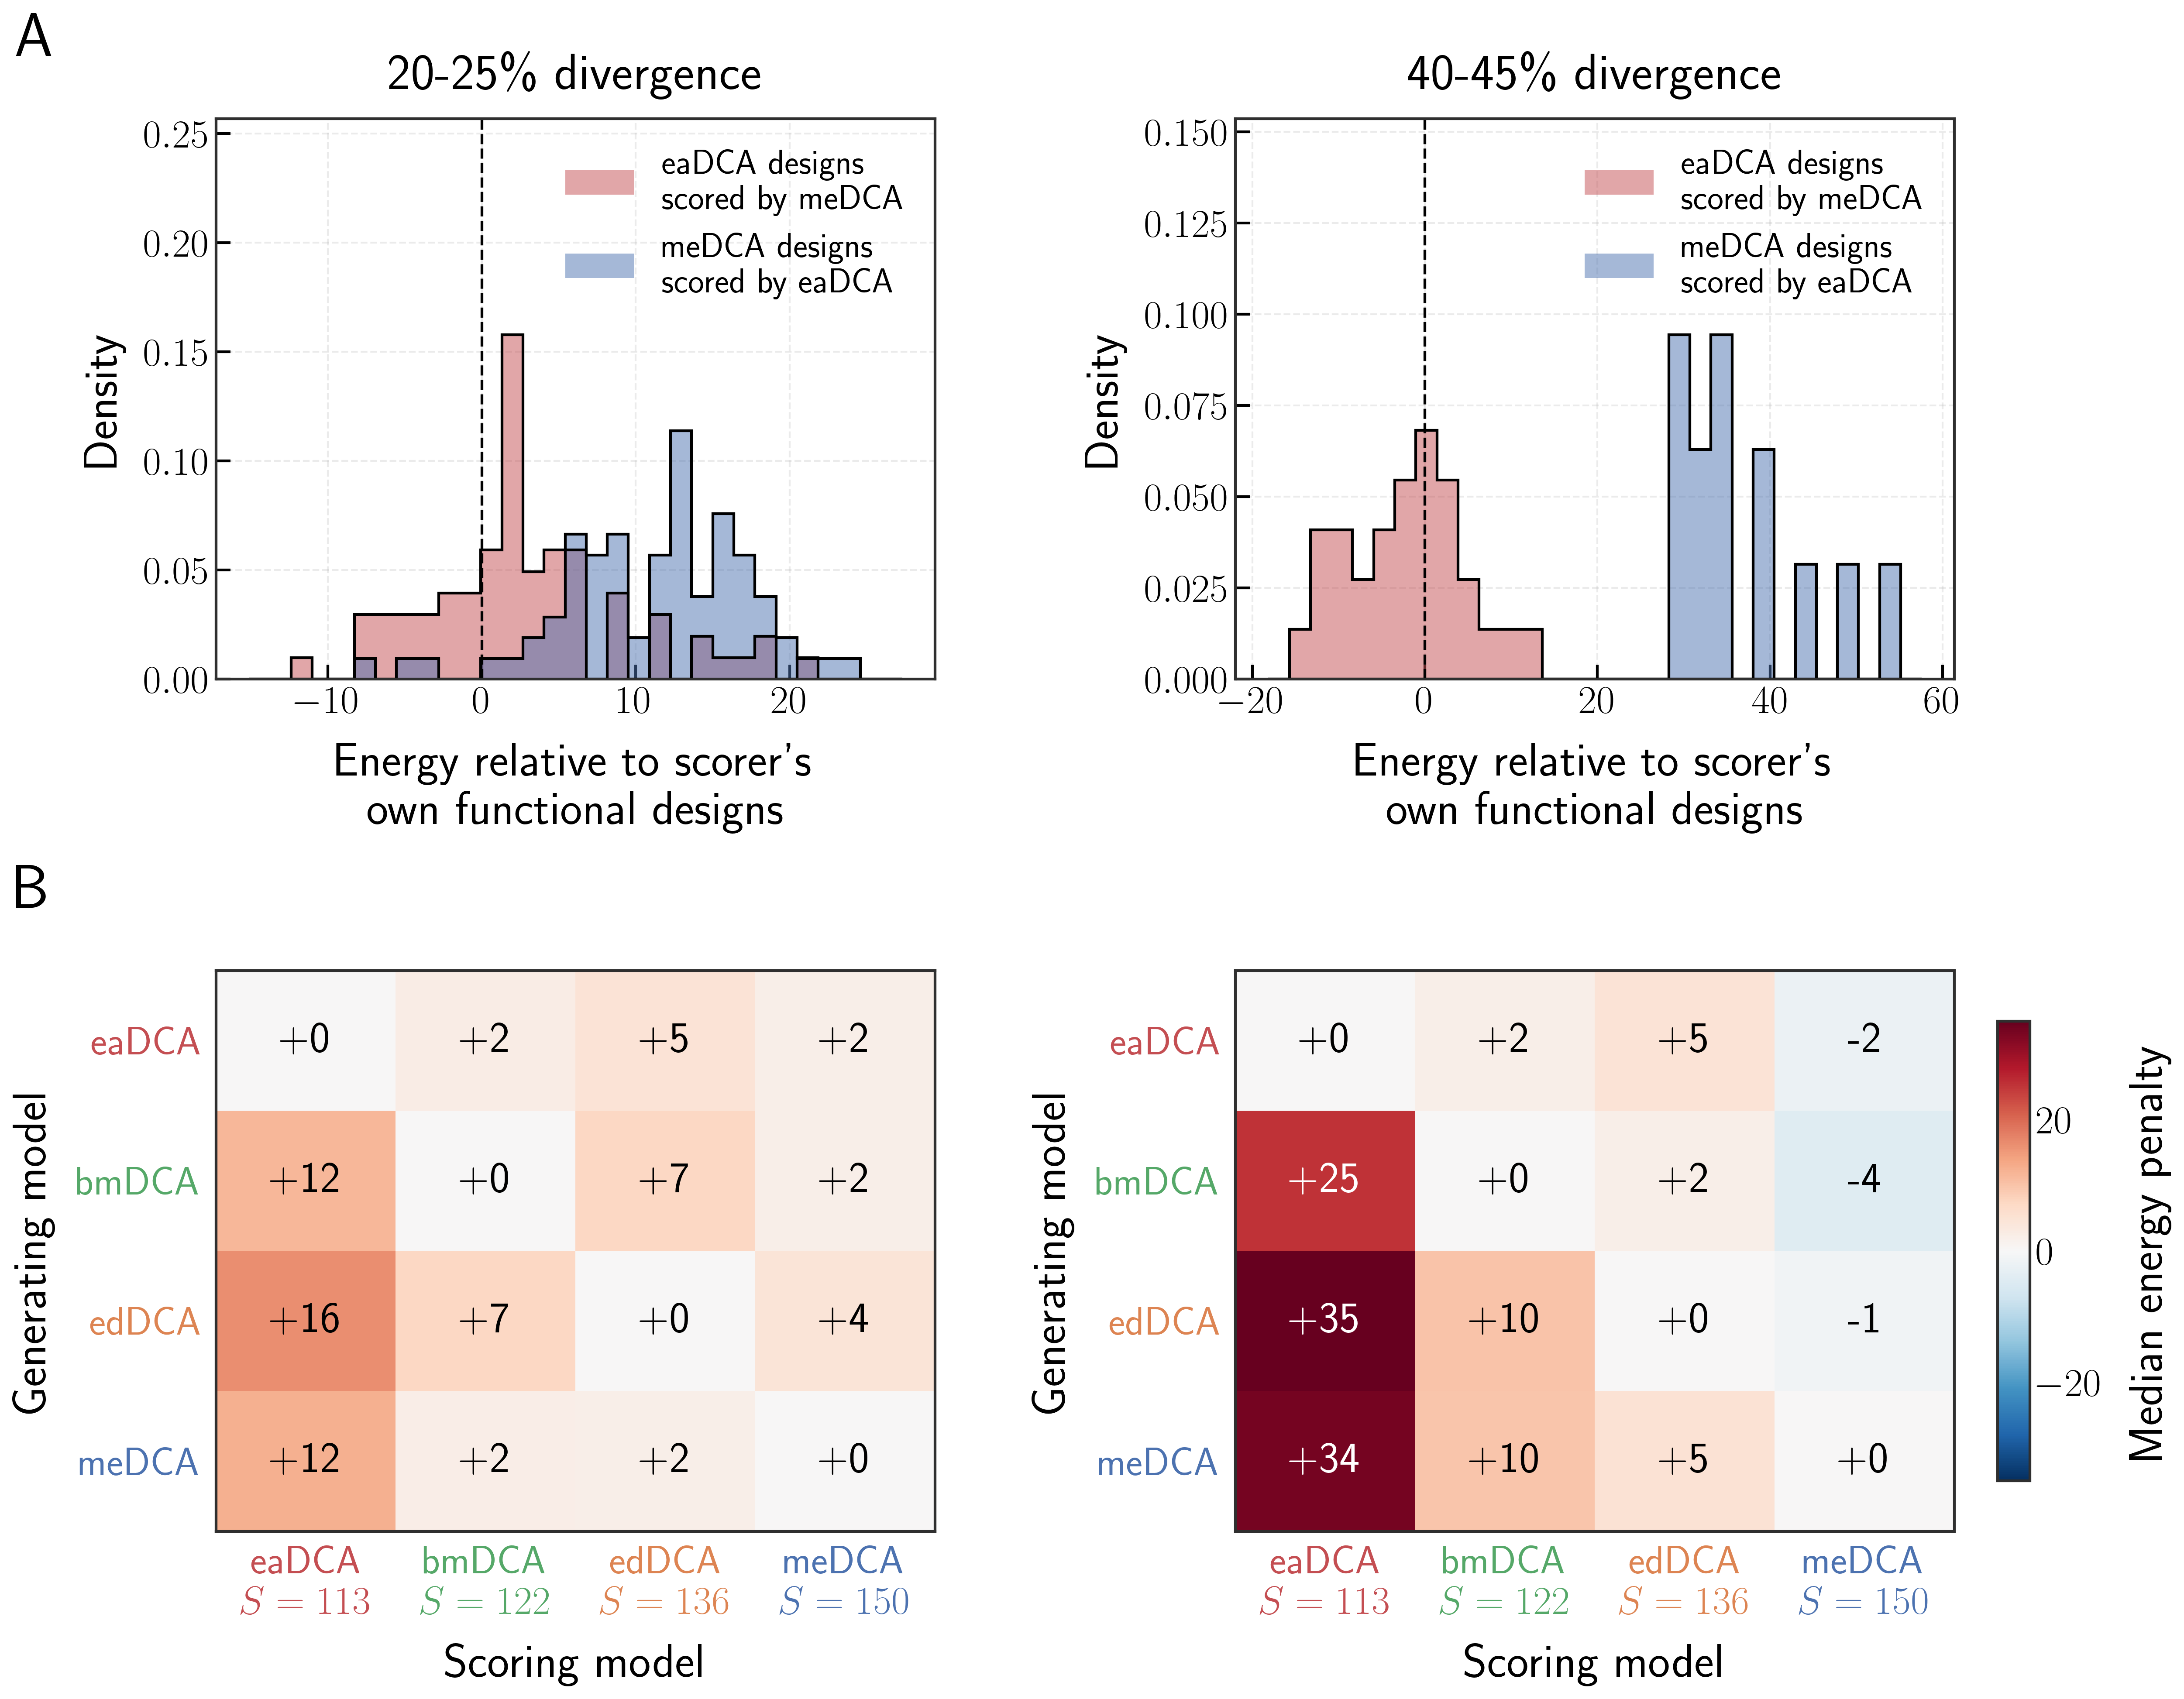 A
20-25% divergence
0.25
0.20
0.15
0.10
0.05
0.00
Density
eaDCA designs
scored by meDCA
meDCA designs
scored by eaDCA
−10
0
10
20
Energy relative to scorer's
own functional designs
40-45% divergence
0.150
0.125
0.100
0.075
0.050
0.025
0.000
Density
eaDCA designs
scored by meDCA
meDCA designs
scored by eaDCA
−20
0
20
40
60
Energy relative to scorer's
own functional designs
B
Generating model
eaDCA +0 +2 +5 +2
bmDCA +12 +0 +7 +2
edDCA +16 +7 +0 +4
meDCA +12 +2 +2 +0
eaDCA bmDCA edDCA meDCA
S = 113 S = 122 S = 136 S = 150
Scoring model
Generating model
eaDCA +0 +2 +5 -2
bmDCA +25 +0 +2 -4
edDCA +35 +10 +0 -1
meDCA +34 +10 +5 +0
eaDCA bmDCA edDCA meDCA
S = 113 S = 122 S = 136 S = 150
Scoring model
20
0
−20
Median energy penalty